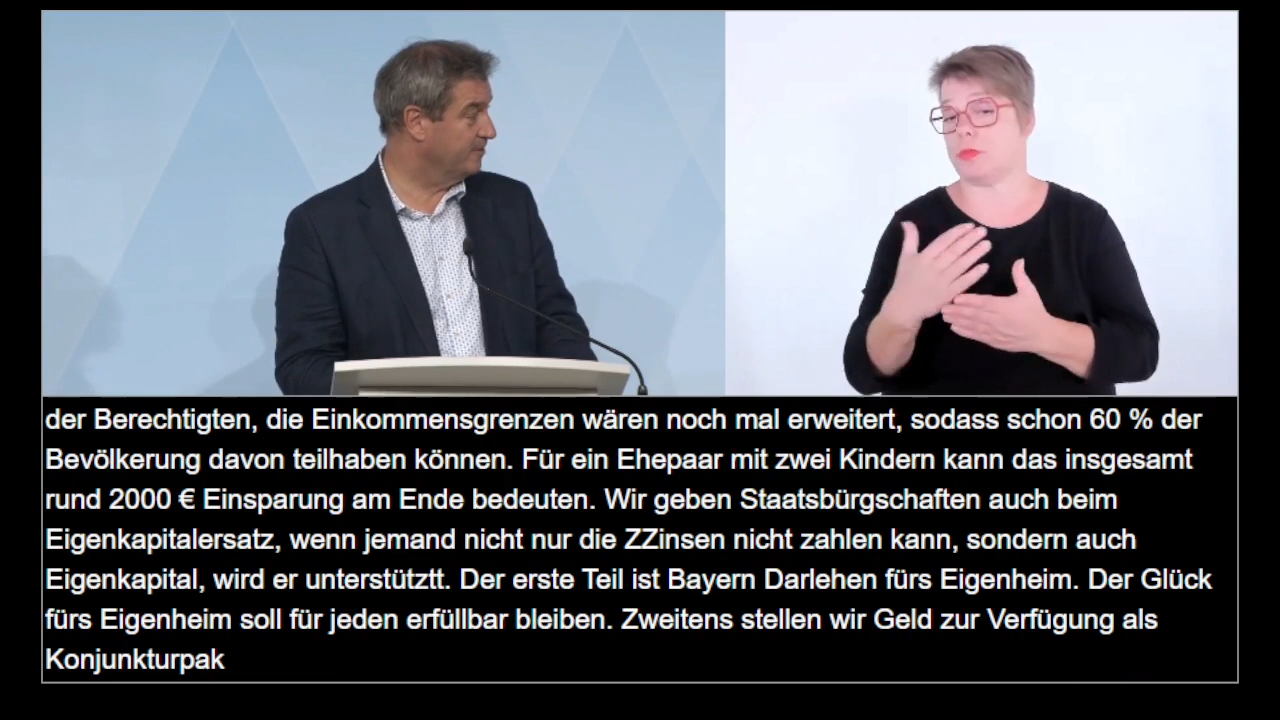 der Berechtigten, die Einkommensgrenzen wären noch mal erweitert, sodass schon 60 % der
Bevölkerung davon teilhaben können. Für ein Ehepaar mit zwei Kindern kann das insgesamt
rund 2000 € Einsparung am Ende bedeuten. Wir geben Staatsbürgschaften auch beim
Eigenkapitalersatz, wenn jemand nicht nur die ZZinsen nicht zahlen kann, sondern auch
Eigenkapital, wird er unterstütztt. Der erste Teil ist Bayern Darlehen fürs Eigenheim. Der Glück
fürs Eigenheim soll für jeden erfüllbar bleiben. Zweitens stellen wir Geld zur Verfügung als
Konjunkturpak